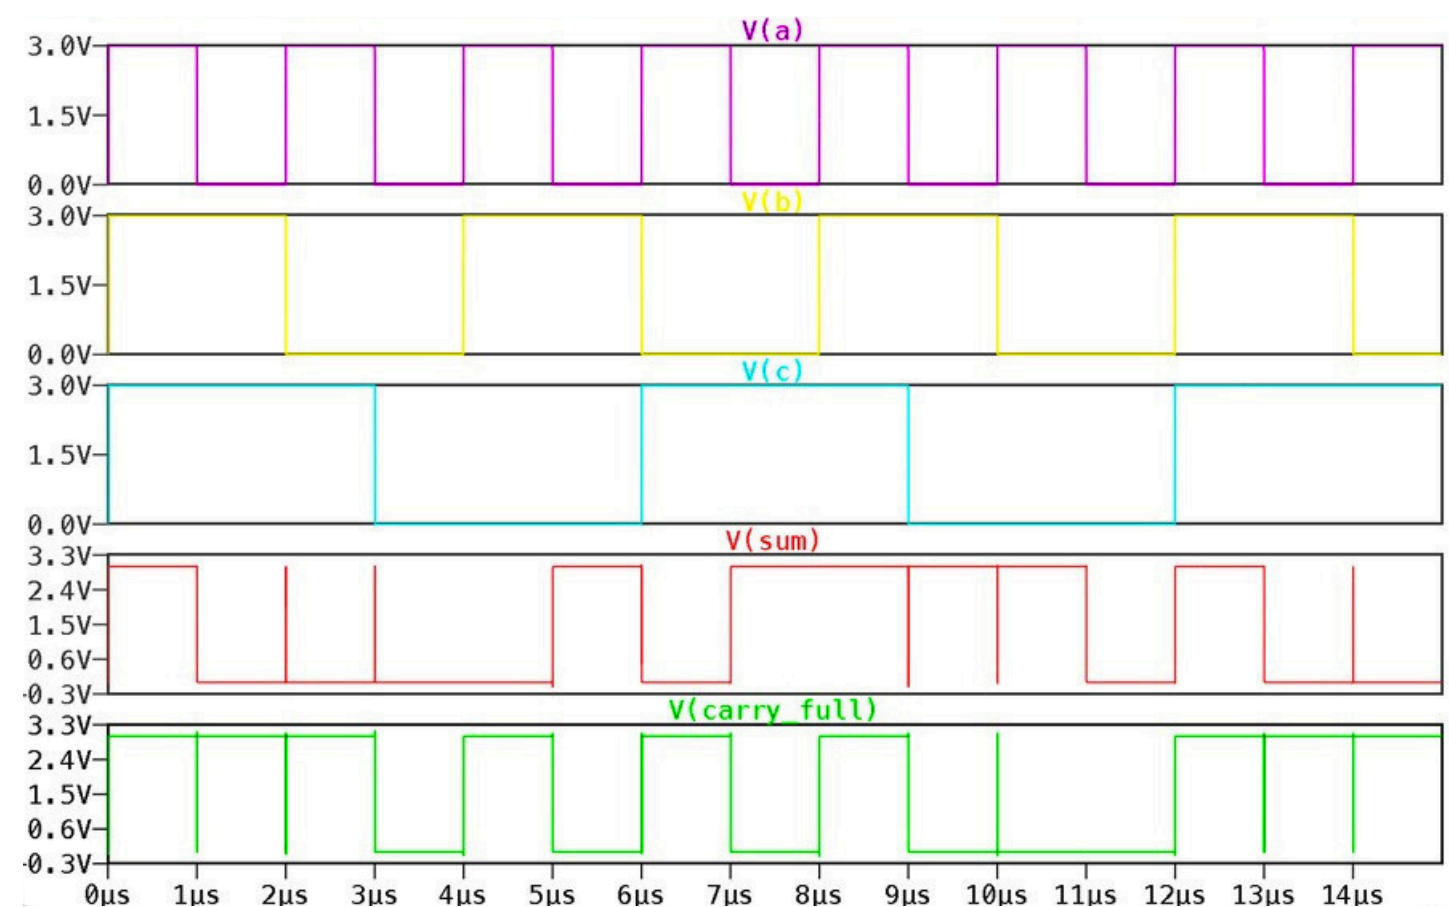 V(a)
3.0V
1.5V
0.0V
V(b)
3.0V
1.5V
0.0V
V(c)
3.0V
1.5V
0.0V
V(sum)
3.3V
2.4V
1.5V
0.6V
-0.3V
V(carry_full)
3.3V
2.4V
1.5V
0.6V
-0.3V
0µs 1µs 2µs 3µs 4µs 5µs 6µs 7µs 8µs 9µs 10µs 11µs 12µs 13µs 14µs